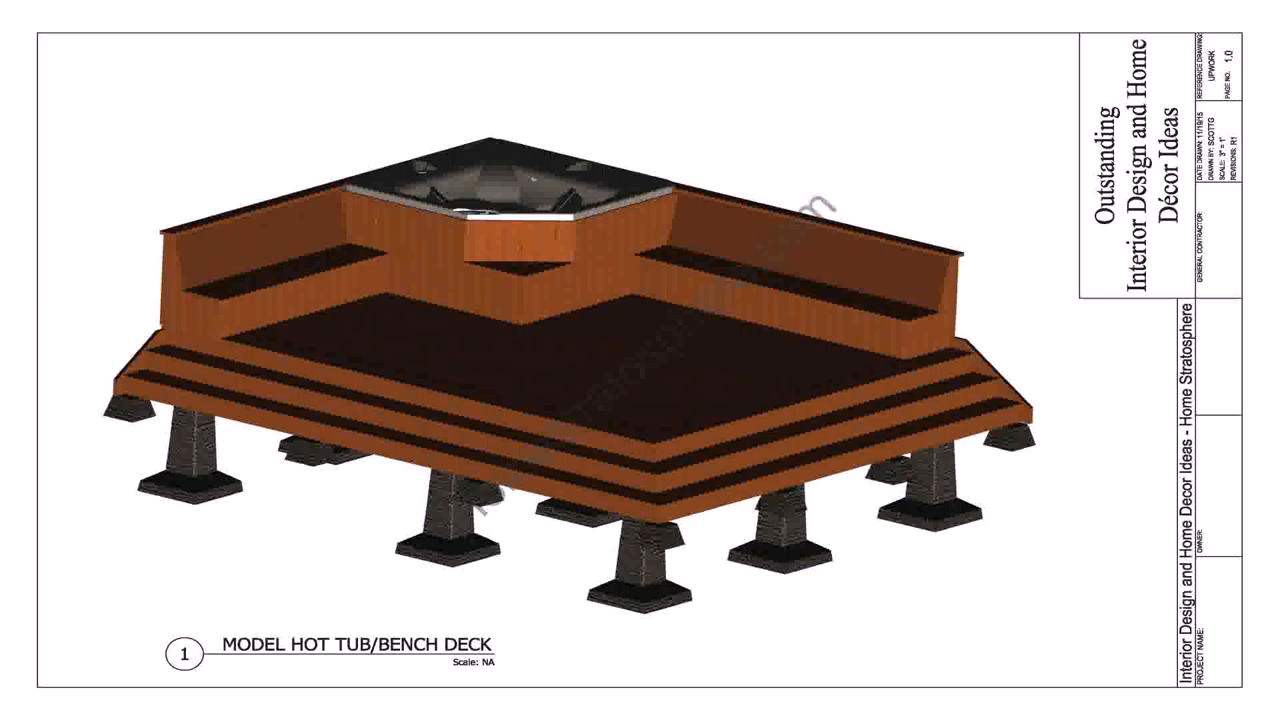 Outstanding
Interior Design and Home
Décor Ideas
REFERENCE DRAWING:
UPWORK
PAGE NO. 1.0
DATE DRAWN: 11/19/15
DRAWN BY: SCOTTG
SCALE: 3" = 1'
REVISIONS: R1
GENERAL CONTRACTOR:
OWNER:
PROJECT NAME:
Interior Design and Home Decor Ideas - Home Stratosphere
1
MODEL HOT TUB/BENCH DECK
Scale: NA